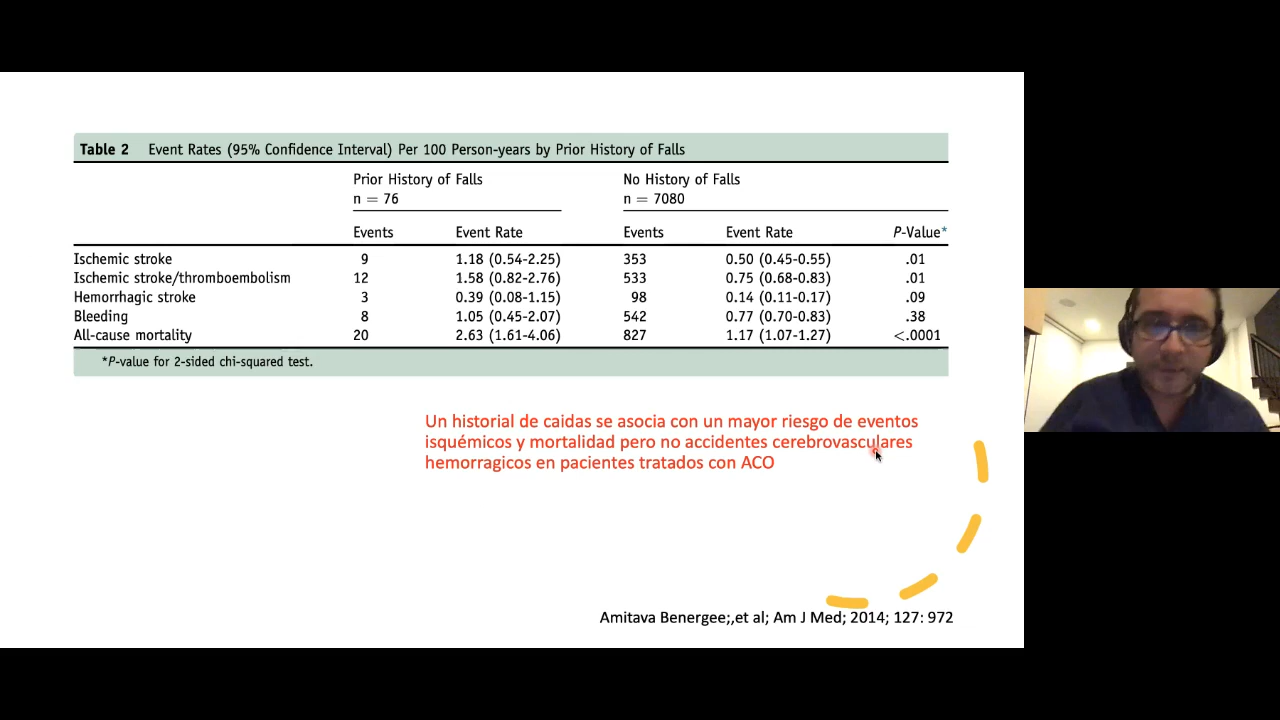 Table 2 Event Rates (95% Confidence Interval) Per 100 Person-years by Prior History of Falls
Prior History of Falls No History of Falls
n = 76 n = 7080
Events Event Rate Events Event Rate P-Value*
Ischemic stroke 9 1.18 (0.54-2.25) 353 0.50 (0.45-0.55) .01
Ischemic stroke/thromboembolism 12 1.58 (0.82-2.76) 533 0.75 (0.68-0.83) .01
Hemorrhagic stroke 3 0.39 (0.08-1.15) 98 0.14 (0.11-0.17) .09
Bleeding 8 1.05 (0.45-2.07) 542 0.77 (0.70-0.83) .38
All-cause mortality 20 2.63 (1.61-4.06) 827 1.17 (1.07-1.27) <.0001
*P-value for 2-sided chi-squared test.
Un historial de caidas se asocia con un mayor riesgo de eventos
isquémicos y mortalidad pero no accidentes cerebrovasculares
hemorragicos en pacientes tratados con ACO
Amitava Benergee;,et al; Am J Med; 2014; 127: 972